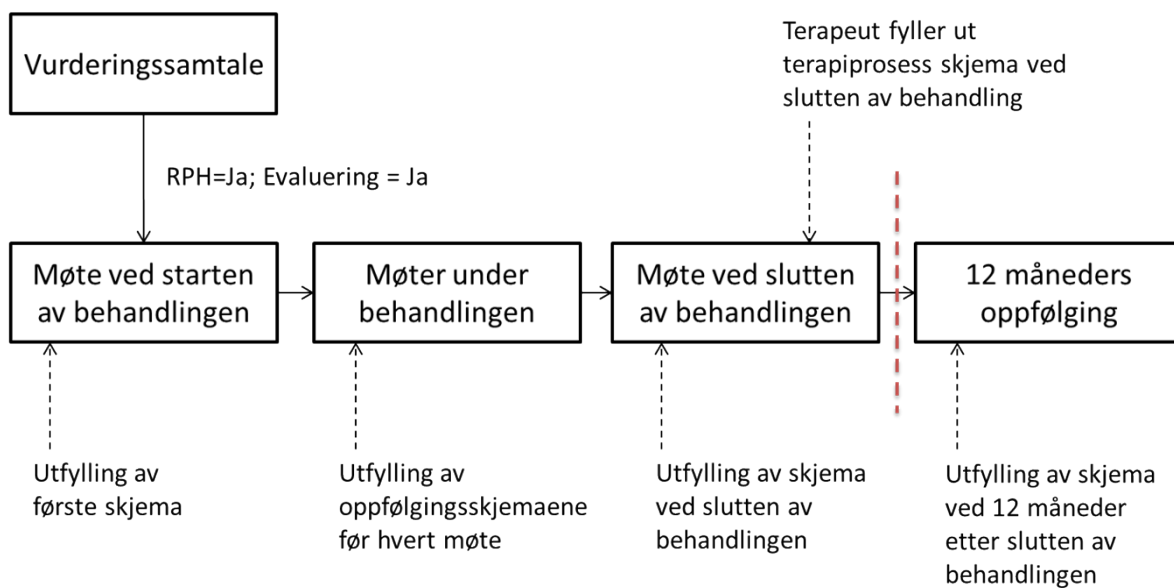 Vurderingssamtale
Terapeut fyller ut
terapiprosess skjema ved
slutten av behandling
RPH=Ja; Evaluering = Ja
Møte ved starten
av behandlingen
Møter under
behandlingen
Møte ved slutten
av behandlingen
12 måneders
oppfølging
Utfylling av
første skjema
Utfylling av
oppfølgingsskjemaene
før hvert møte
Utfylling av skjema
ved slutten av
behandlingen
Utfylling av skjema
ved 12 måneder
etter slutten av
behandlingen